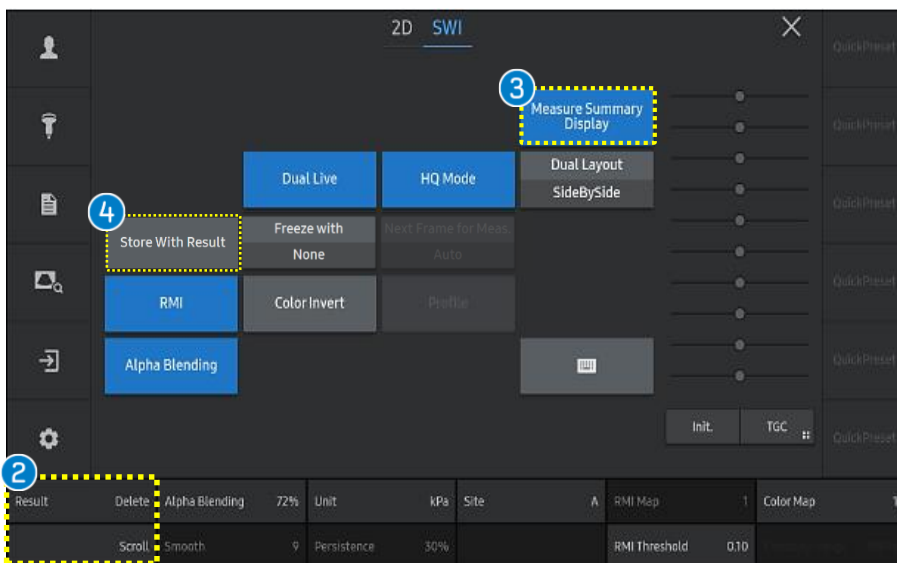 2D SWI
QuickPreset
3
Measure Summary
Display
QuickPreset
Dual Live
HQ Mode
Dual Layout
SideBySide
QuickPreset
4
Store With Result
Freeze with
None
Next Frame for Meas.
Auto
QuickPreset
RMI
Color Invert
Profile
Alpha Blending
QuickPreset
Init.
TGC
QuickPreset
2
Result Delete Alpha Blending 72% Unit kPa Site A RMI Map 1 Color Map 1
Scroll Smooth 9 Persistence 30% RMI Threshold 0.10